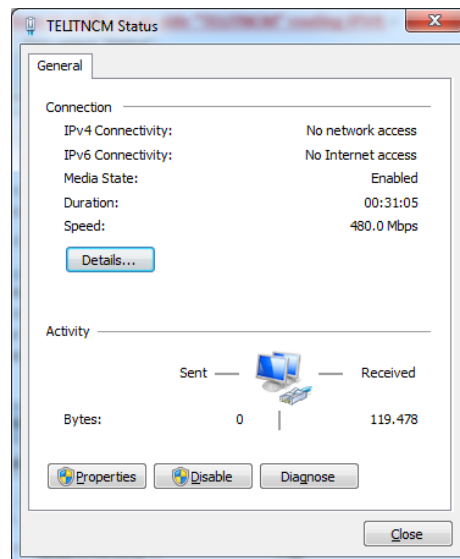 TELITNCM Status
General
Connection
IPv4 Connectivity: No network access
IPv6 Connectivity: No Internet access
Media State: Enabled
Duration: 00:31:05
Speed: 480.0 Mbps
Details...
Activity
Sent Received
Bytes: 0 119.478
Properties Disable Diagnose
Close